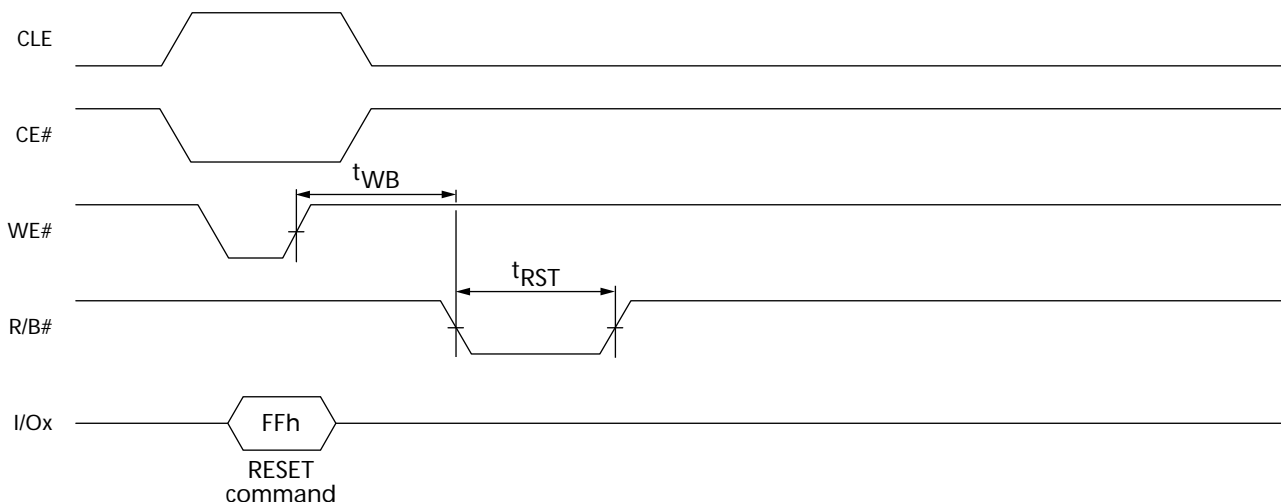 CLE
CE#
tWB
WE#
tRST
R/B#
I/Ox
FFh
RESET
command